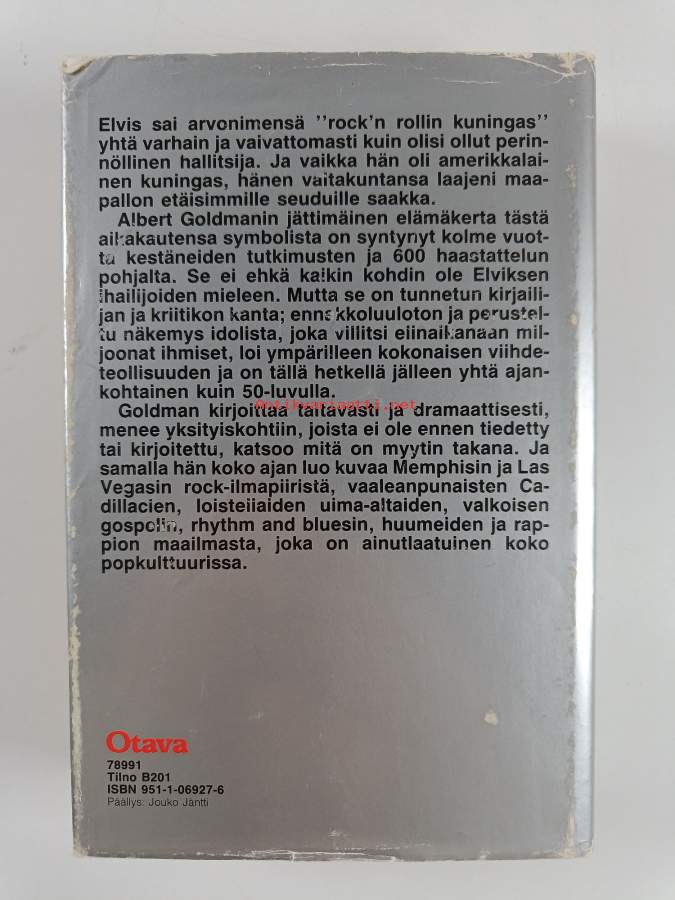 Elvis sai arvonimensä ”rock'n rollin kuningas”
yhtä varhain ja vaivattomasti kuin olisi ollut perin-
nöllinen hallitsija. Ja vaikka hän oli amerikkalai-
nen kuningas, hänen valtakuntansa laajeni maa-
pallon etäisimmille seuduille saakka.
Albert Goldmanin jättimäinen elämäkerta tästä
aikakautensa symbolista on syntynyt kolme vuot-
ta kestäneiden tutkimusten ja 600 haastattelun
pohjalta. Se ei ehkä kaikin kohdin ole Elviksen
ihailijoiden mieleen. Mutta se on tunnetun kirjaili-
jan ja kriitikon kanta; ennakkoluuloton ja perustel-
tu näkemys idolista, joka villitsi eiinaikanaan mil-
joonat ihmiset, loi ympärilleen kokonaisen viihde-
teollisuuden ja on tällä hetkellä jälleen yhtä ajan-
kohtainen kuin 50-luvulla.
Antikvariaatti.net
Goldman kirjoittaa taitavasti ja dramaattisesti,
menee yksityiskohtiin, joista ei ole ennen tiedetty
tai kirjoitettu, katsoo mitä on myytin takana. Ja
samalla hän koko ajan luo kuvaa Memphisin ja Las
Vegasin rock-ilmapiiristä, vaaleanpunaisten Ca-
dillacien, loisteliaiden uima-altaiden, valkoisen
gospelin, rhythm and bluesin, huumeiden ja rap-
pion maailmasta, joka on ainutlaatuinen koko
popkulttuurissa.
Otava
78991
Tilno B201
ISBN 951-1-06927-6
Päällys: Jouko Jäntti